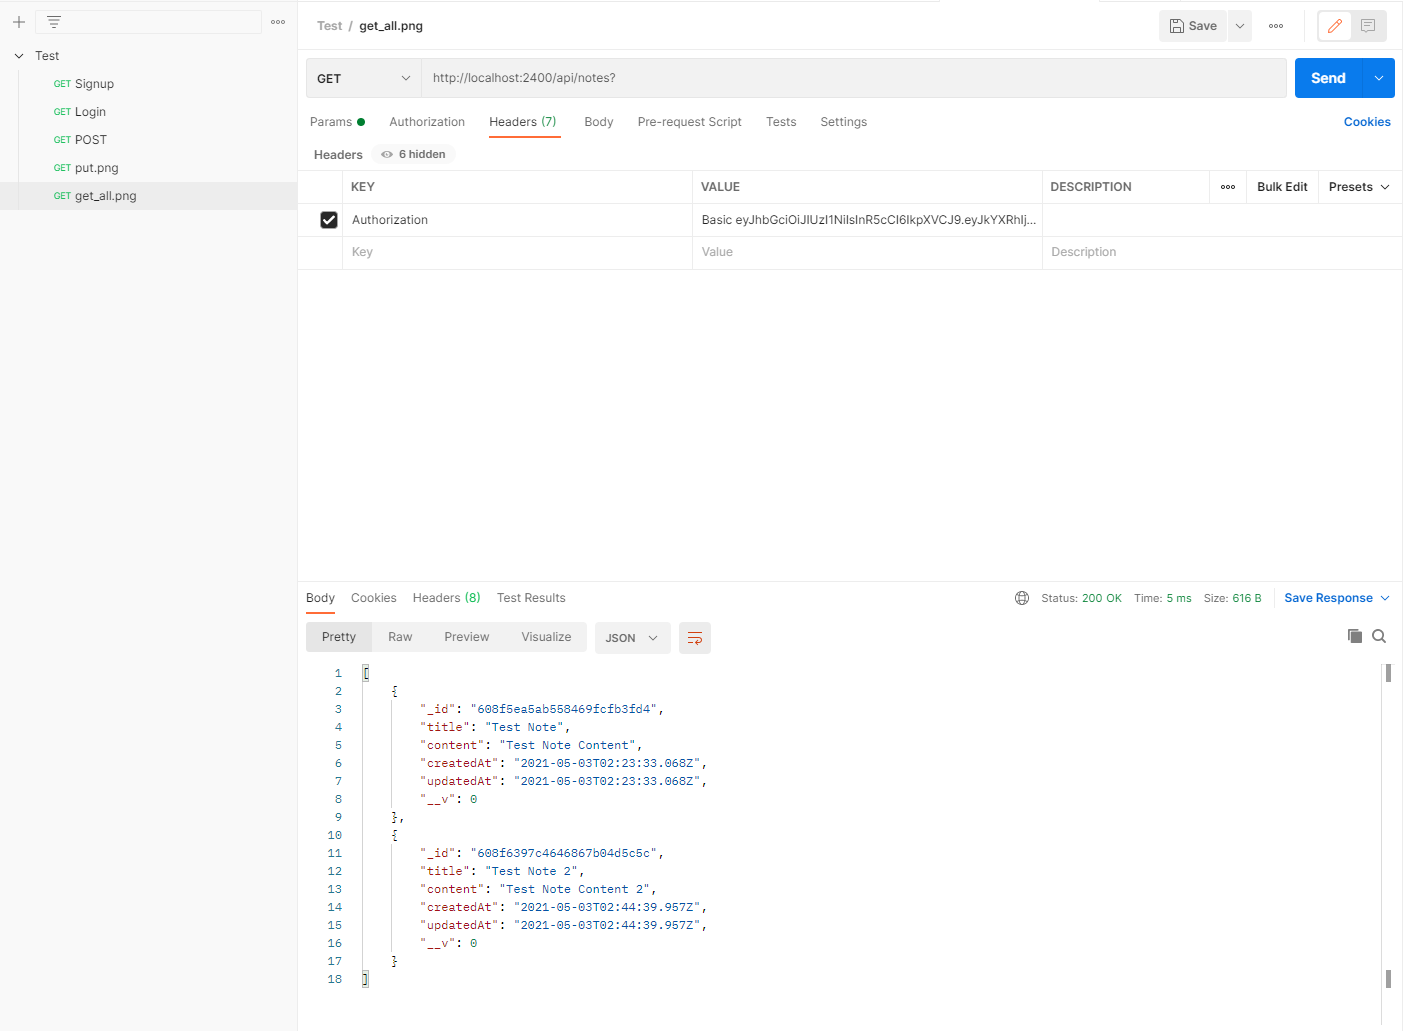 Test
GET Signup
GET Login
GET POST
GET put.png
GET get_all.png
Test / get_all.png
Save
GET
http://localhost:2400/api/notes?
Send
Params
Authorization
Headers (7)
Body
Pre-request Script
Tests
Settings
Cookies
Headers
6 hidden
KEY VALUE DESCRIPTION Bulk Edit Presets
Authorization Basic eyJhbGciOiJIUzI1NiIsInR5cCI6IkpXVCJ9.eyJkYXRhIj...
Key Value Description
Body Cookies Headers (8) Test Results
Status: 200 OK Time: 5 ms Size: 616 B Save Response
Pretty Raw Preview Visualize JSON
1 [
2 {
3 "_id": "608f5ea5ab558469fcfb3fd4",
4 "title": "Test Note",
5 "content": "Test Note Content",
6 "createdAt": "2021-05-03T02:23:33.068Z",
7 "updatedAt": "2021-05-03T02:23:33.068Z",
8 "__v": 0
9 },
10 {
11 "_id": "608f6397c4646867b04d5c5c",
12 "title": "Test Note 2",
13 "content": "Test Note Content 2",
14 "createdAt": "2021-05-03T02:44:39.957Z",
15 "updatedAt": "2021-05-03T02:44:39.957Z",
16 "__v": 0
17 }
18 ]